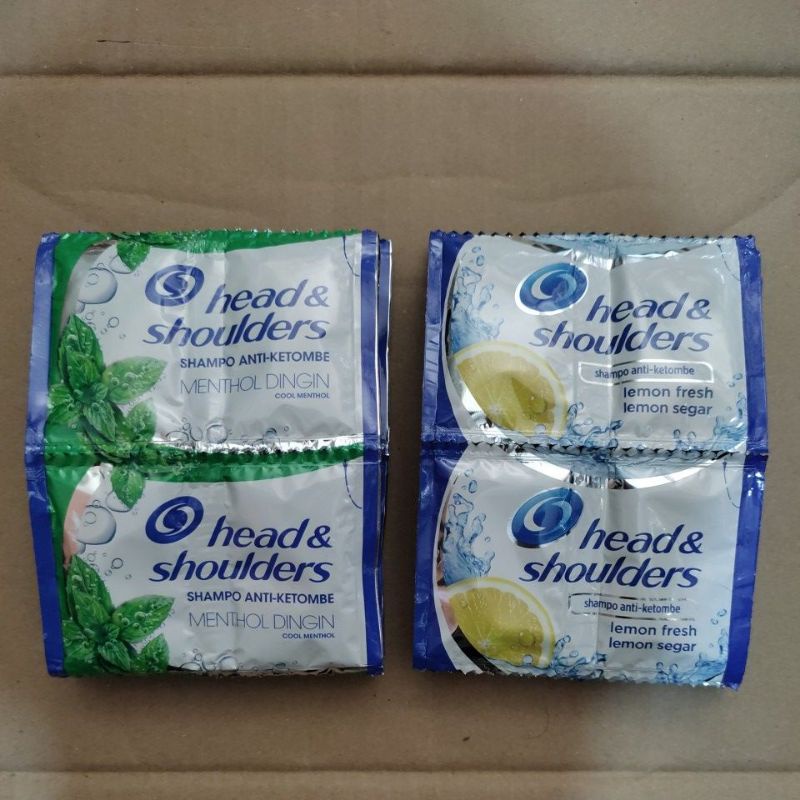 head &
shoulders
SHAMPO ANTI-KETOMBE
MENTHOL DINGIN
COOL MENTHOL
head &
shoulders
SHAMPO ANTI-KETOMBE
MENTHOL DINGIN
COOL MENTHOL
head &
shoulders
shampo anti-ketombe
lemon fresh
lemon segar
head &
shoulders
shampo anti-ketombe
lemon fresh
lemon segar